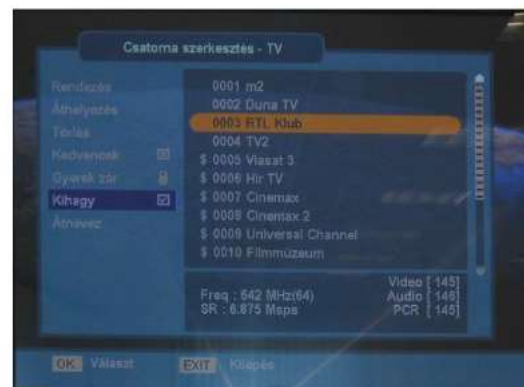 Csatorna szerkesztés - TV
Rendezés
Áthelyezés
Törlés
Kedvencek
Gyerek zár
Kihagy
Átnevez
0001 m2
0002 Duna TV
0003 RTL Klub
0004 TV2
$ 0005 Viasat 3
$ 0006 Hir TV
$ 0007 Cinemax
$ 0008 Cinemax 2
$ 0009 Universal Channel
$ 0010 Filmmúzeum
Freq : 642 MHz(64)
SR : 6.875 Msps
Video [ 145]
Audio [ 146]
PCR [ 145]
OK Választ EXIT Kilépés